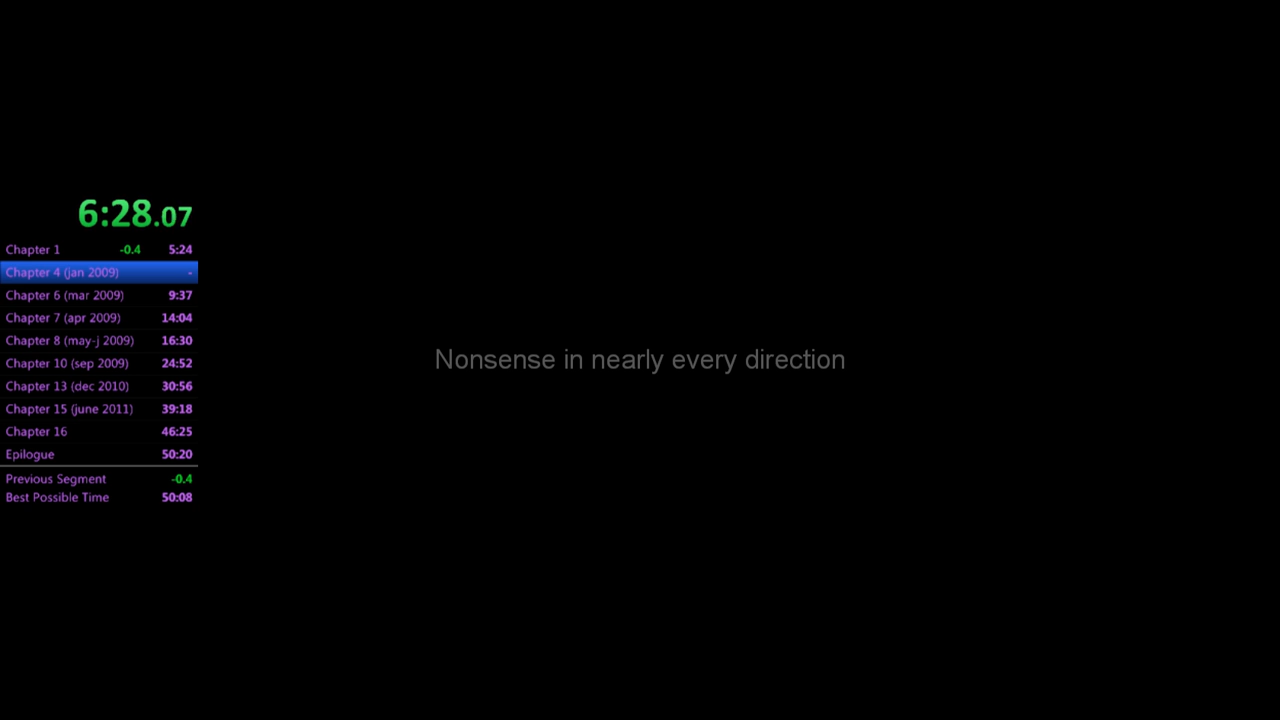 6:28.07
Chapter 1 -0.4 5:24
Chapter 4 (jan 2009) -
Chapter 6 (mar 2009) 9:37
Chapter 7 (apr 2009) 14:04
Chapter 8 (may-j 2009) 16:30
Chapter 10 (sep 2009) 24:52
Chapter 13 (dec 2010) 30:56
Chapter 15 (june 2011) 39:18
Chapter 16 46:25
Epilogue 50:20
Previous Segment -0.4
Best Possible Time 50:08
Nonsense in nearly every direction